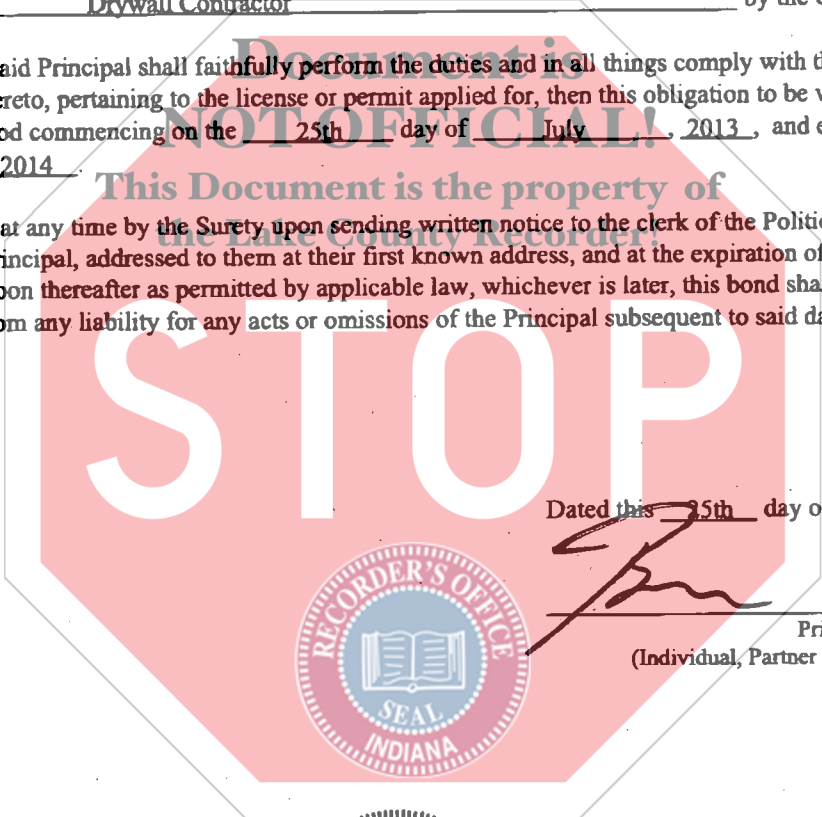 Drywall Contractor by the
Document is
aid Principal shall faithfully perform the duties and in all things comply with
reto, pertaining to the license or permit applied for, then this obligation to be v
NOT OFFICIAL!
od commencing on the 25th day of July , 2013 , and e
2014 .
This Document is the property of
at any time by the Surety upon sending written notice to the clerk of the Politic
the Lake County Recorder!
incipal, addressed to them at their first known address, and at the expiration of
oon thereafter as permitted by applicable law, whichever is later, this bond sha
om any liability for any acts or omissions of the Principal subsequent to said da
STOP
Dated this 25th day o
Pri
(Individual, Partner
RECORDER'S OFFICE
SEAL
INDIANA